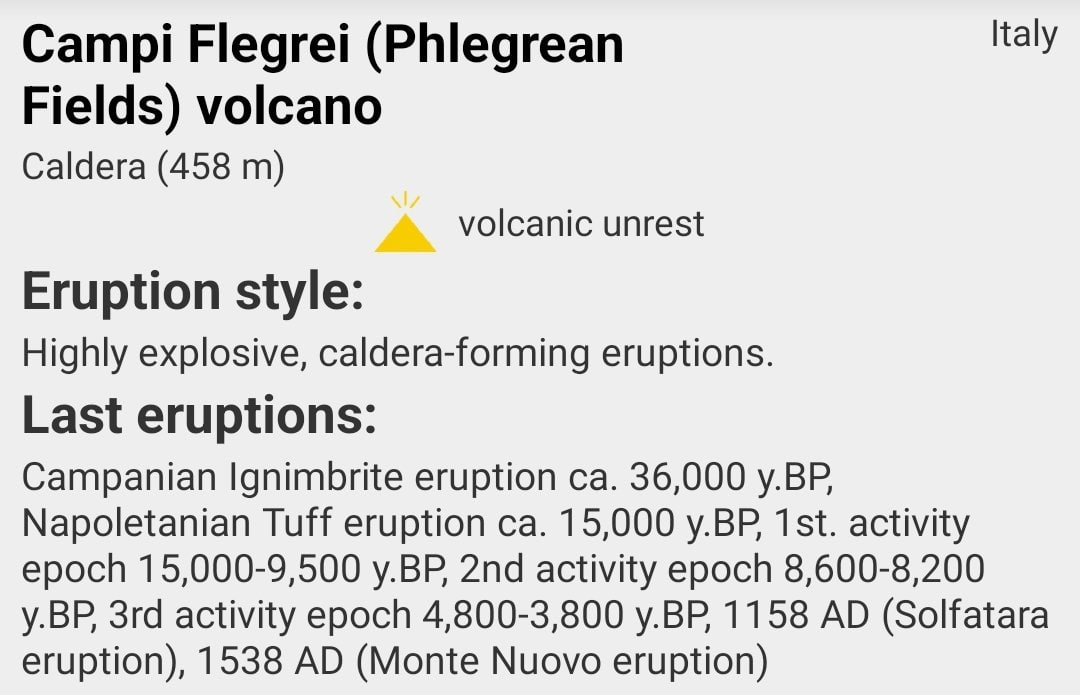 Campi Flegrei (Phlegrean
Italy
Fields) volcano
Caldera (458 m)
volcanic unrest
Eruption style:
Highly explosive, caldera-forming eruptions.
Last eruptions:
Campanian Ignimbrite eruption ca. 36,000 y.BP,
Napoletanian Tuff eruption ca. 15,000 y.BP, 1st. activity
epoch 15,000-9,500 y.BP, 2nd activity epoch 8,600-8,200
y.BP, 3rd activity epoch 4,800-3,800 y.BP, 1158 AD (Solfatara
eruption), 1538 AD (Monte Nuovo eruption)